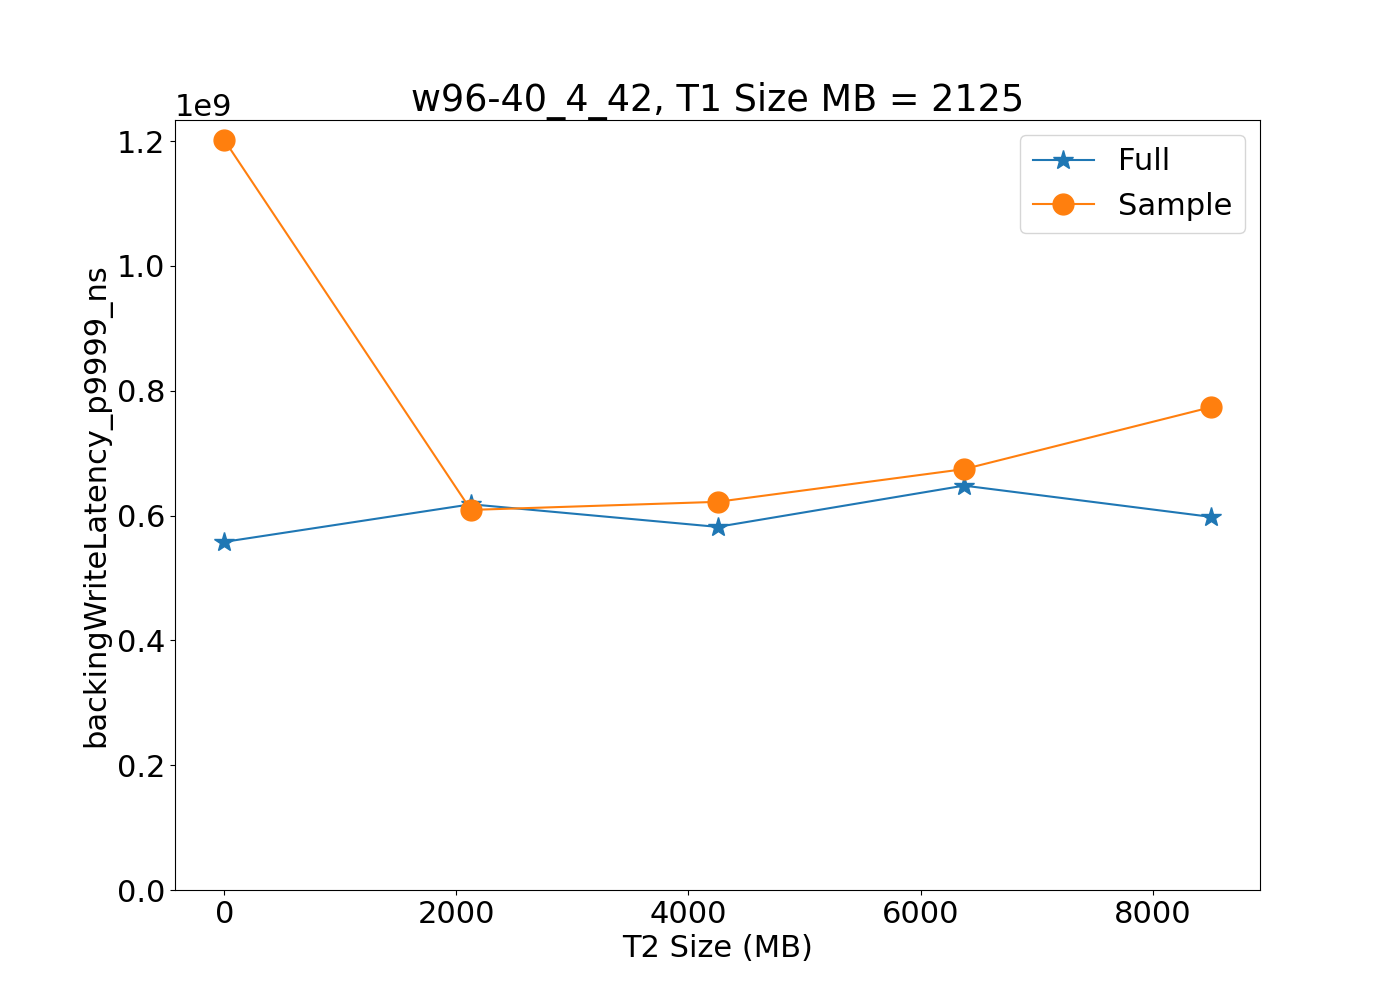 w96-40_4_42, T1 Size MB = 2125
1e9
1.2
1.0
0.8
0.6
0.4
0.2
0.0
backingWriteLatency_p9999_ns
Full
Sample
0 2000 4000 6000 8000
T2 Size (MB)